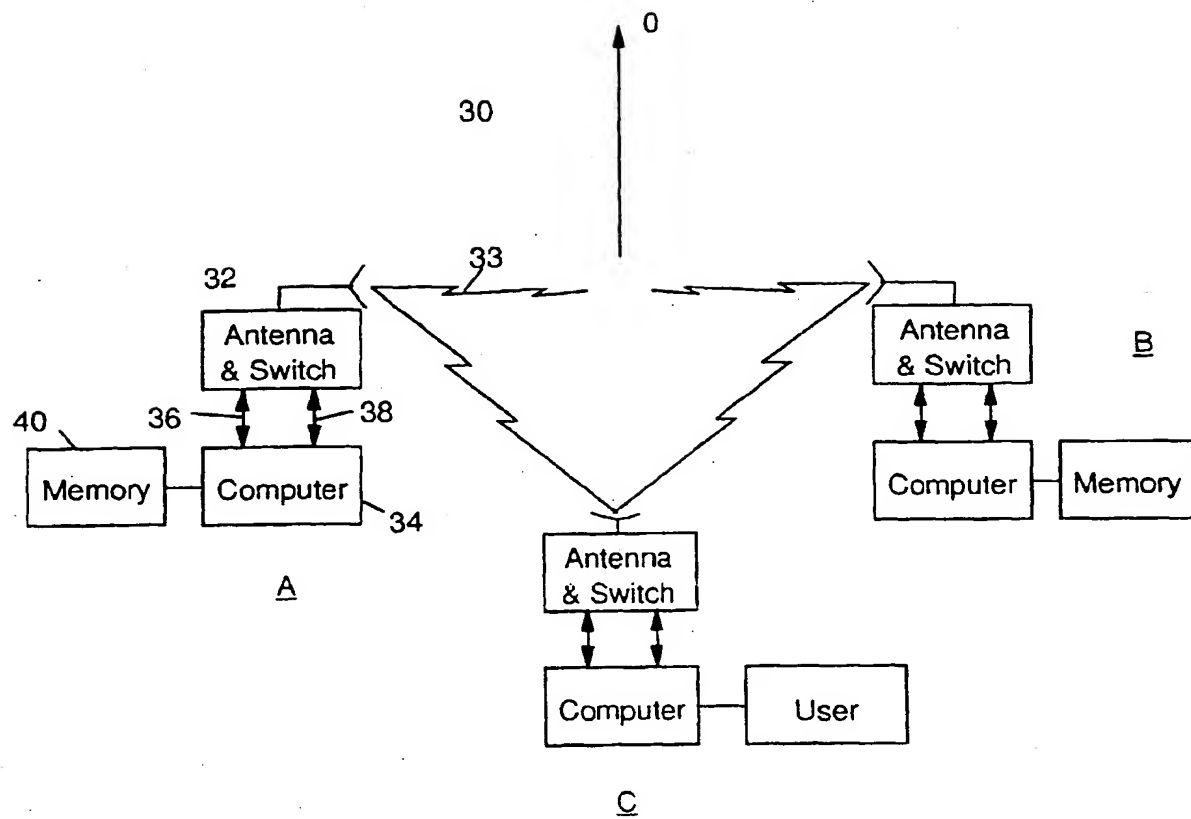 0
30
33
32
Antenna
& Switch
Antenna
& Switch
B
36
38
40
Memory
Computer
34
Computer
Memory
Antenna
& Switch
A
Computer
User
C